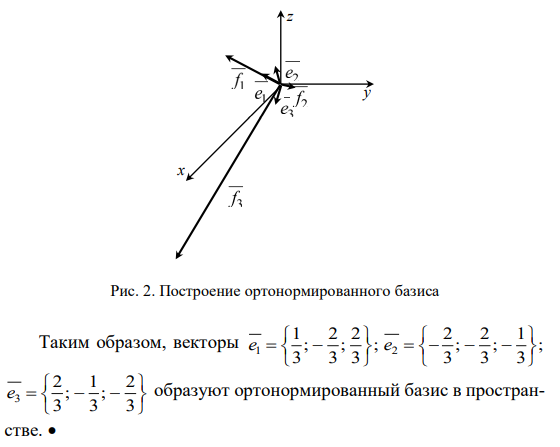 z
f₁ e₂
e₁ f₂ y
e₃
x
f₃
Рис. 2. Построение ортонормированного базиса
Таким образом, векторы e₁ = {1/3; −2/3; 2/3}; e₂ = {−2/3; −2/3; −1/3};
e₃ = {2/3; −1/3; −2/3} образуют ортонормированный базис в простран-
стве. ●